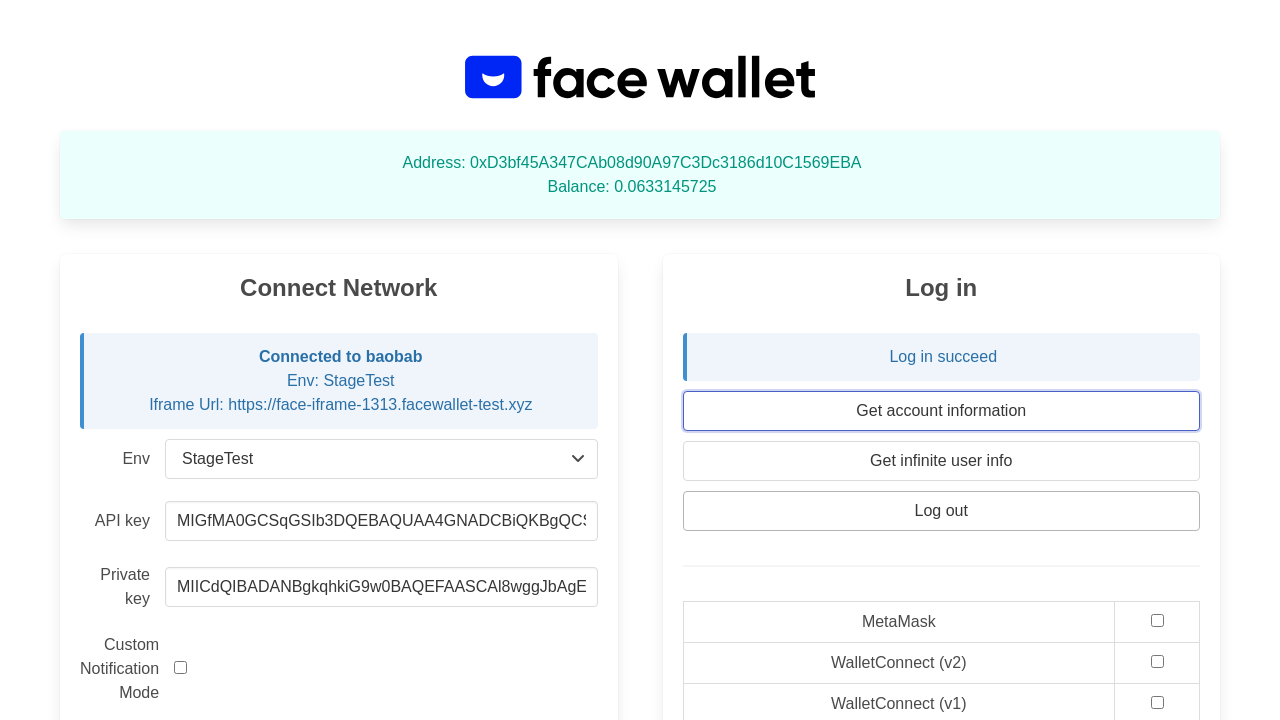 face wallet
Address: 0xD3bf45A347CAb08d90A97C3Dc3186d10C1569EBA
Balance: 0.0633145725
Connect Network
Connected to baobab
Env: StageTest
Iframe Url: https://face-iframe-1313.facewallet-test.xyz
Env
StageTest
API key
MIGfMA0GCSqGSIb3DQEBAQUAA4GNADCBiQKBgQCS
Private
key
MIICdQIBADANBgkqhkiG9w0BAQEFAASCAl8wggJbAgE
Custom
Notification
Mode
Log in
Log in succeed
Get account information
Get infinite user info
Log out
MetaMask
WalletConnect (v2)
WalletConnect (v1)